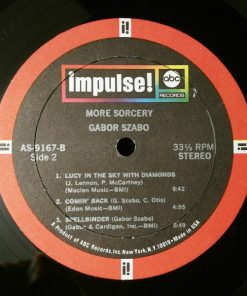 impulse! abc
RECORDS
MORE SORCERY
GABOR SZABO
AS-9167-B
Side 2
33⅓ RPM
STEREO
1. LUCY IN THE SKY WITH DIAMONDS
(J. Lennon, P. McCartney)
(Maclen Music—BMI) 9:42
2. COMIN' BACK (G. Szabo, C. Otis)
(Eden Music—BMI) 4:55
3. SPELLBINDER (Gabor Szabo)
(Gabor & Cardigan, Inc.—BMI)
A Product of ABC Records, Inc. New York, N.Y. 10019 • Made in USA